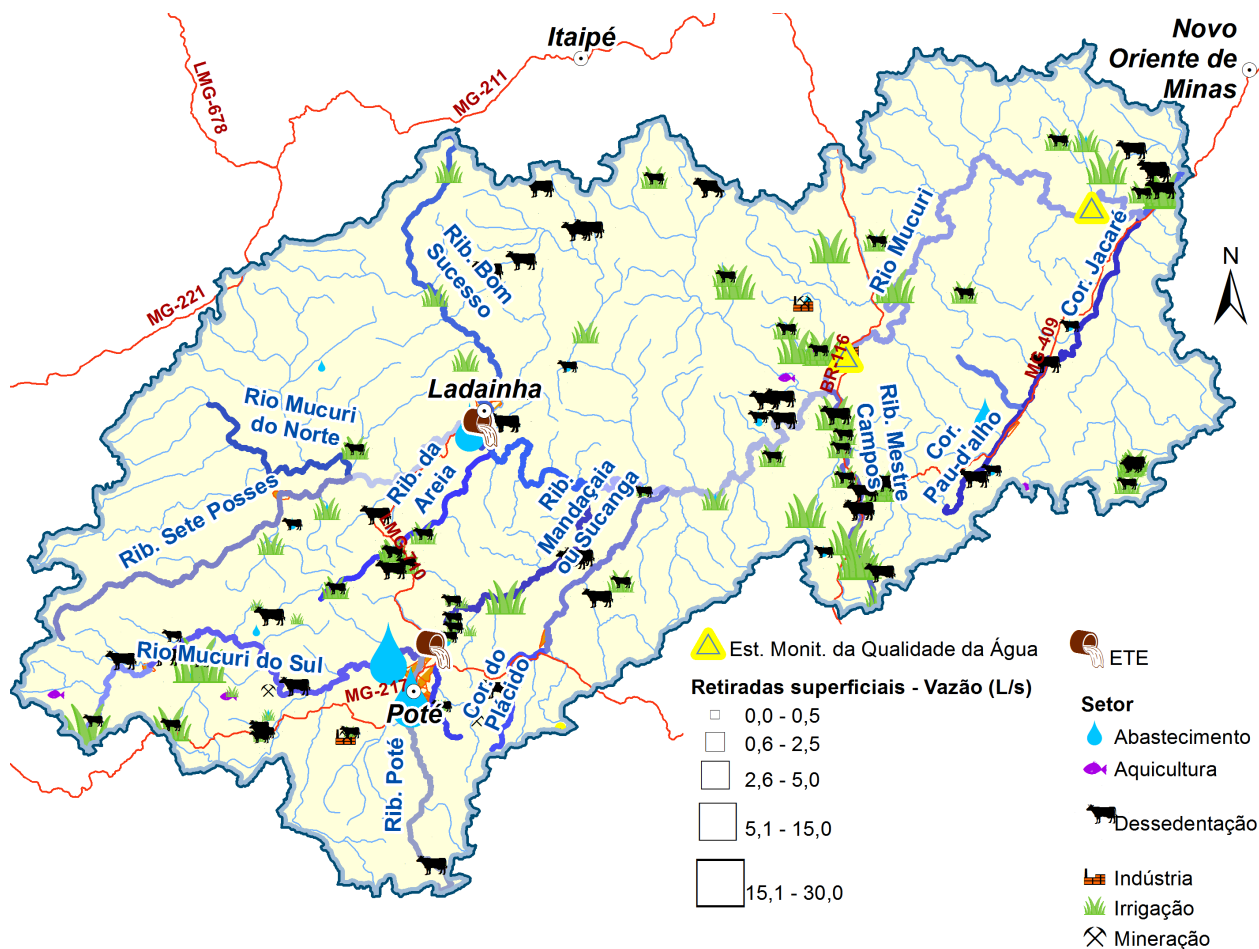 Itaipé
Novo
Oriente de
Minas
LMG-678
MG-211
MG-221
N
Rib. Bom
Sucesso
Rio Mucuri
Cor. Jacaré
MG-409
BR-116
Ladainha
Rio Mucuri
do Norte
Rib. da
Areia
Rib. Sete Posses
Rib.
Mandaçaia
ou Sucanga
Rib. Mestre
Campos
Cor.
Pau-d'alho
Rio Mucuri do Sul
MG-217
Poté
Cor. do
Plácido
Rib. Poté
Est. Monit. da Qualidade da Água
ETE
Retiradas superficiais - Vazão (L/s)
0,0 - 0,5
0,6 - 2,5
2,6 - 5,0
5,1 - 15,0
15,1 - 30,0
Setor
Abastecimento
Aquicultura
Dessedentação
Indústria
Irrigação
Mineração